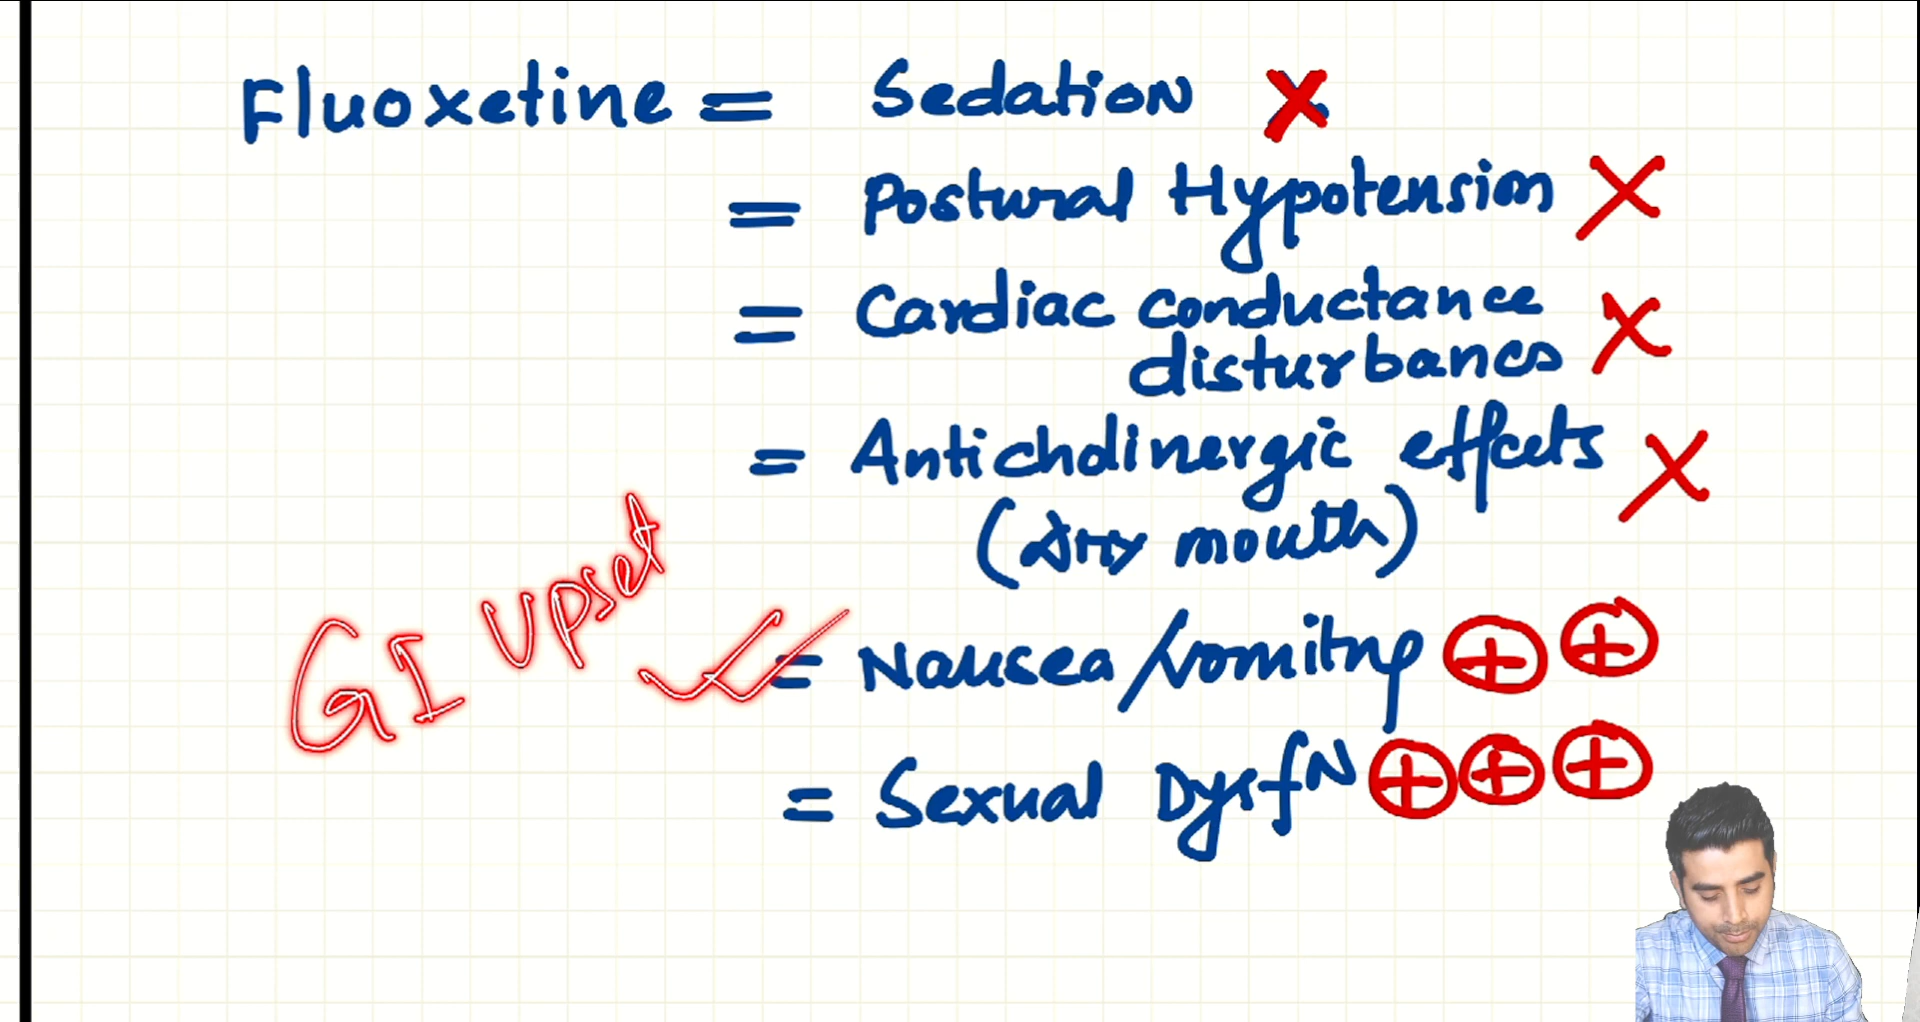 Fluoxetine = Sedation X
= Postural Hypotension X
= Cardiac conductance X
disturbances
= Anticholinergic effects X
(dry mouth)
GI Upset
= Nausea/vomiting ⊕ ⊕
= Sexual DysfN ⊕ ⊕ ⊕